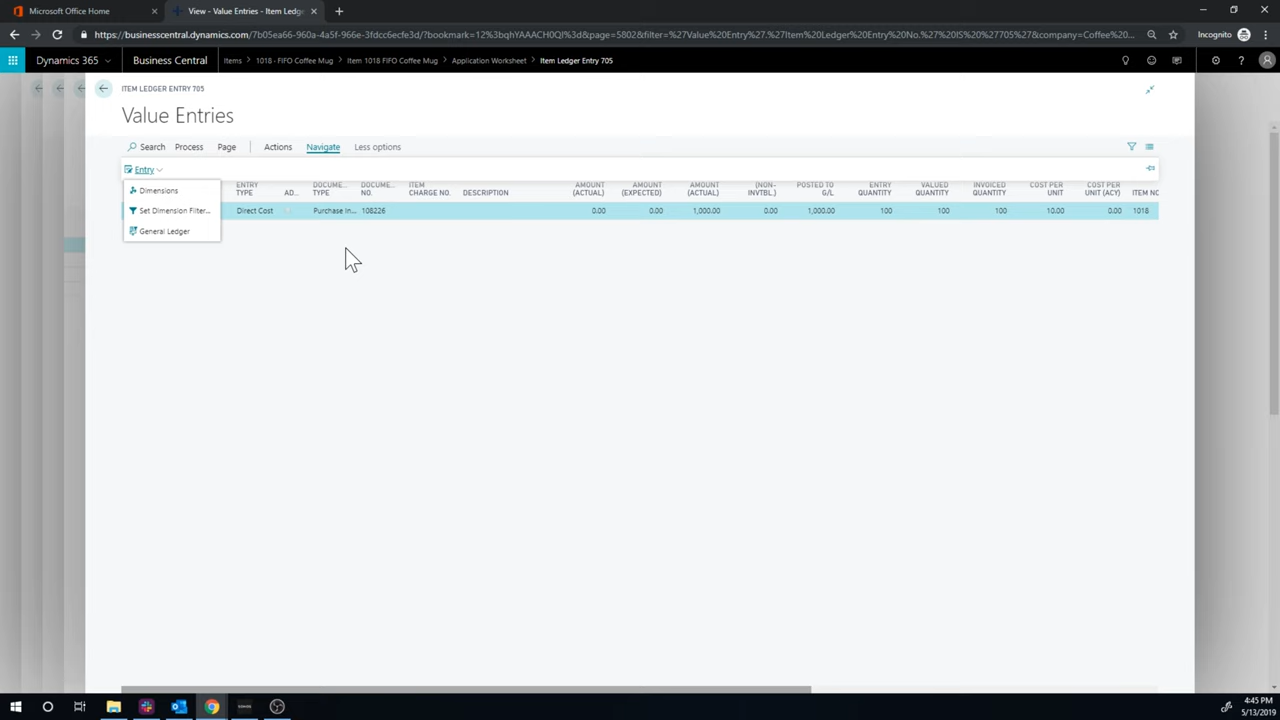 Microsoft Office Home
View - Value Entries - Item Ledge
https://businesscentral.dynamics.com/7b05ea66-960-4a5f-966e-3fdcc6ecfe3d/?bookmark=12%3bqhYAAACH0QI%3d&page=5802&filter=%27Value%20Entry%27.%27Item%20Ledger%20Entry%20No.%27%20IS%20%27705%27&company=Coffee%20...
Incognito
Dynamics 365
Business Central
Items > 1018 · FIFO Coffee Mug > Item 1018 FIFO Coffee Mug > Application Worksheet > Item Ledger Entry 705
ITEM LEDGER ENTRY 705
Value Entries
Search Process Page Actions Navigate Less options
Entry
Dimensions
Set Dimension Filter...
General Ledger
ENTRY TYPE
AD...
DOCUME... TYPE
DOCUME... NO.
ITEM CHARGE NO.
DESCRIPTION
AMOUNT (ACTUAL)
AMOUNT (EXPECTED)
AMOUNT (ACTUAL)
(NON-INVTBL.)
POSTED TO G/L
ENTRY QUANTITY
VALUED QUANTITY
INVOICED QUANTITY
COST PER UNIT
COST PER UNIT (ACY)
ITEM NO
Direct Cost Purchase In... 108226 0.00 0.00 1,000.00 0.00 1,000.00 100 100 100 10.00 0.00 1018
4:45 PM
5/13/2019